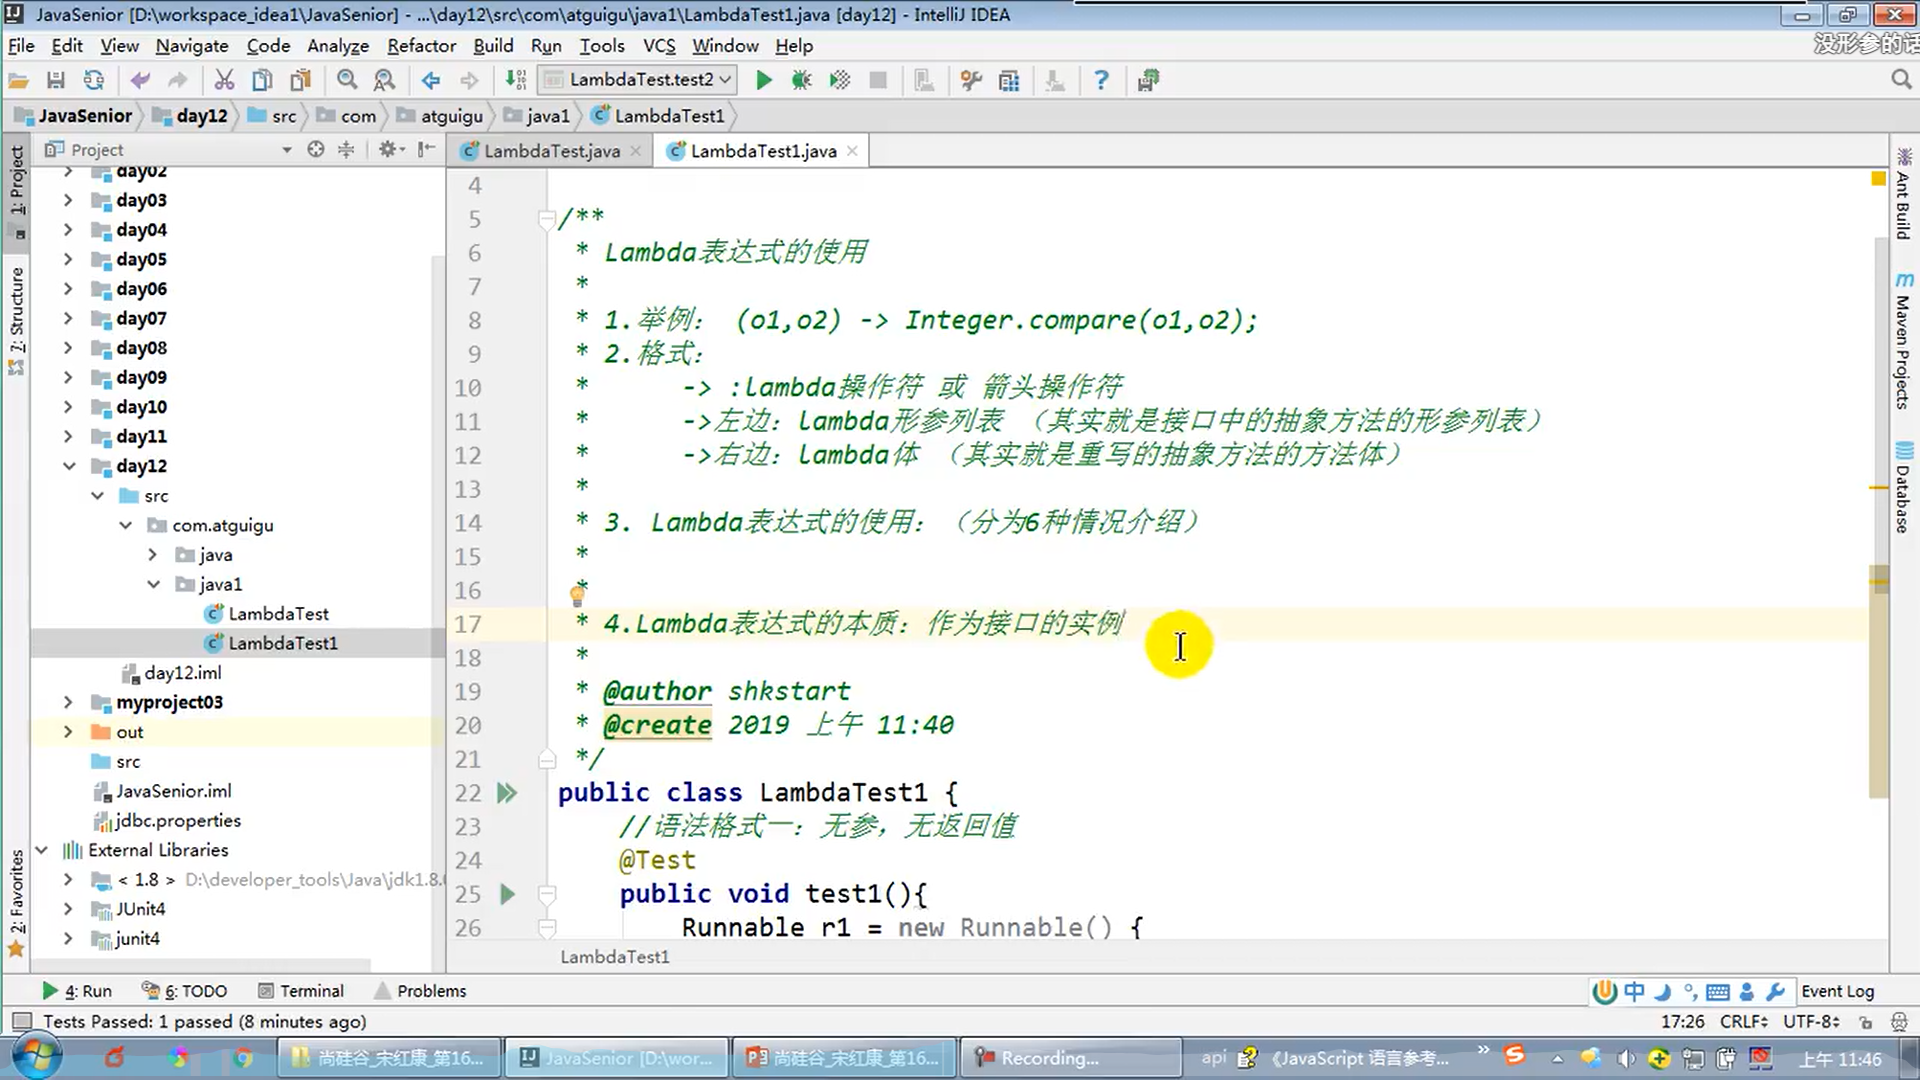 JavaSenior [D:\workspace_idea1\JavaSenior] - ...\day12\src\com\atguigu\java1\LambdaTest1.java [day12] - IntelliJ IDEA
File Edit View Navigate Code Analyze Refactor Build Run Tools VCS Window Help
没形参的话
LambdaTest.test2
JavaSenior day12 src com atguigu java1 LambdaTest1
Project
LambdaTest.java
LambdaTest1.java
1: Project
7: Structure
2: Favorites
day02
day03
day04
day05
day06
day07
day08
day09
day10
day11
day12
src
com.atguigu
java
java1
LambdaTest
LambdaTest1
day12.iml
myproject03
out
src
JavaSenior.iml
jdbc.properties
External Libraries
< 1.8 > D:\developer_tools\Java\jdk1.8.0
JUnit4
junit4
4
5 /**
6 * Lambda表达式的使用
7 *
8 * 1.举例: (o1,o2) -> Integer.compare(o1,o2);
9 * 2.格式:
10 * -> :lambda操作符 或 箭头操作符
11 * ->左边: lambda形参列表 （其实就是接口中的抽象方法的形参列表）
12 * ->右边: lambda体 （其实就是重写的抽象方法的方法体）
13 *
14 * 3. Lambda表达式的使用: （分为6种情况介绍）
15 *
16 *
17 * 4.Lambda表达式的本质: 作为接口的实例
18 *
19 * @author shkstart
20 * @create 2019 上午 11:40
21 */
22 public class LambdaTest1 {
23 //语法格式一: 无参, 无返回值
24 @Test
25 public void test1(){
26 Runnable r1 = new Runnable() {
LambdaTest1
Ant Build
Maven Projects
Database
4: Run 6: TODO Terminal Problems
中
Event Log
Tests Passed: 1 passed (8 minutes ago)
17:26 CRLF UTF-8
尚硅谷_宋红康_第16...
JavaSenior [D:\wor...
尚硅谷_宋红康_第16...
Recording...
api
《JavaScript 语言参考...
上午 11:46